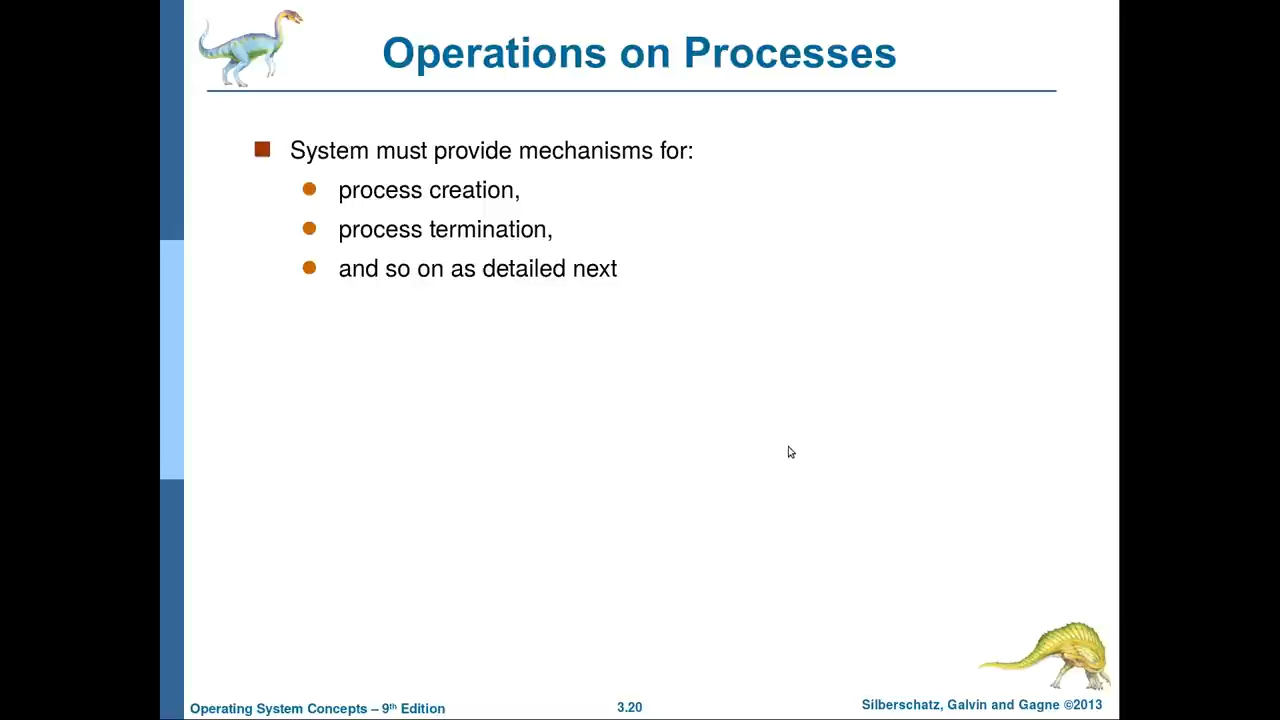 Operations on Processes
System must provide mechanisms for:
process creation,
process termination,
and so on as detailed next
Operating System Concepts – 9th Edition
3.20
Silberschatz, Galvin and Gagne ©2013